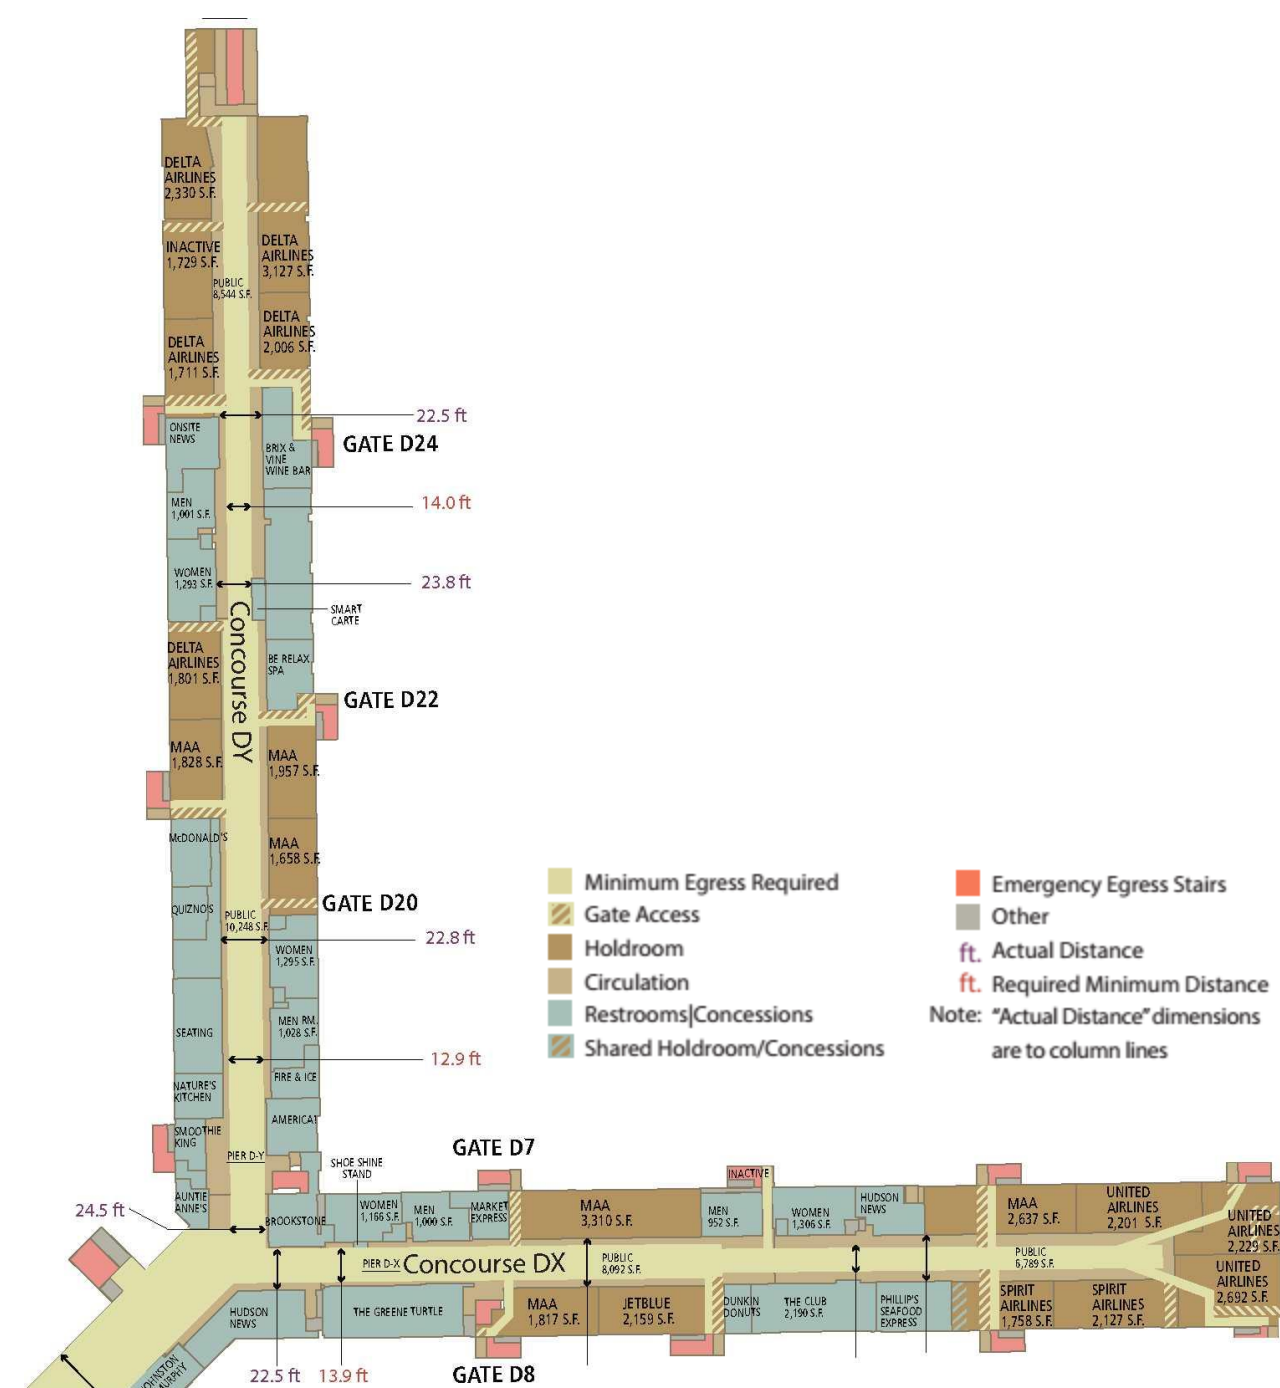 DELTA
AIRLINES
2,330 S.F.
INACTIVE
1,729 S.F.
DELTA
AIRLINES
3,127 S.F.
PUBLIC
8,544 S.F.
DELTA
AIRLINES
2,006 S.F.
DELTA
AIRLINES
1,711 S.F.
22.5 ft
ONSITE
NEWS
GATE D24
BRIX &
VINE
WINE BAR
MEN
1,001 S.F.
14.0 ft
WOMEN
1,293 S.F.
23.8 ft
SMART
CARTE
Concourse DY
DELTA
AIRLINES
1,801 S.F.
BE RELAX
SPA
GATE D22
MAA
1,828 S.F.
MAA
1,957 S.F.
McDONALD'S
MAA
1,658 S.F.
QUIZNO'S
GATE D20
PUBLIC
10,248 S.F.
22.8 ft
WOMEN
1,295 S.F.
SEATING
MEN RM.
1,028 S.F.
12.9 ft
NATURE'S
KITCHEN
FIRE & ICE
AMERICA!
SMOOTHIE
KING
PIER D-Y
AUNTIE
ANNE'S
24.5 ft
Minimum Egress Required
Gate Access
Holdroom
Circulation
Restrooms|Concessions
Shared Holdroom/Concessions
Emergency Egress Stairs
Other
ft. Actual Distance
ft. Required Minimum Distance
Note: "Actual Distance" dimensions
are to column lines
GATE D7
SHOE SHINE
STAND
BROOKSTONE
WOMEN
1,166 S.F.
MEN
1,000 S.F.
MARKET
EXPRESS
MAA
3,310 S.F.
INACTIVE
MEN
952 S.F.
WOMEN
1,306 S.F.
HUDSON
NEWS
MAA
2,637 S.F.
UNITED
AIRLINES
2,201 S.F.
UNITED
AIRLINES
2,229 S.F.
PIER D-X
Concourse DX
PUBLIC
8,092 S.F.
PUBLIC
6,789 S.F.
UNITED
AIRLINES
2,692 S.F.
HUDSON
NEWS
THE GREENE TURTLE
MAA
1,817 S.F.
JETBLUE
2,159 S.F.
DUNKIN
DONUTS
THE CLUB
2,190 S.F.
PHILLIP'S
SEAFOOD
EXPRESS
SPIRIT
AIRLINES
1,758 S.F.
SPIRIT
AIRLINES
2,127 S.F.
22.5 ft
13.9 ft
GATE D8